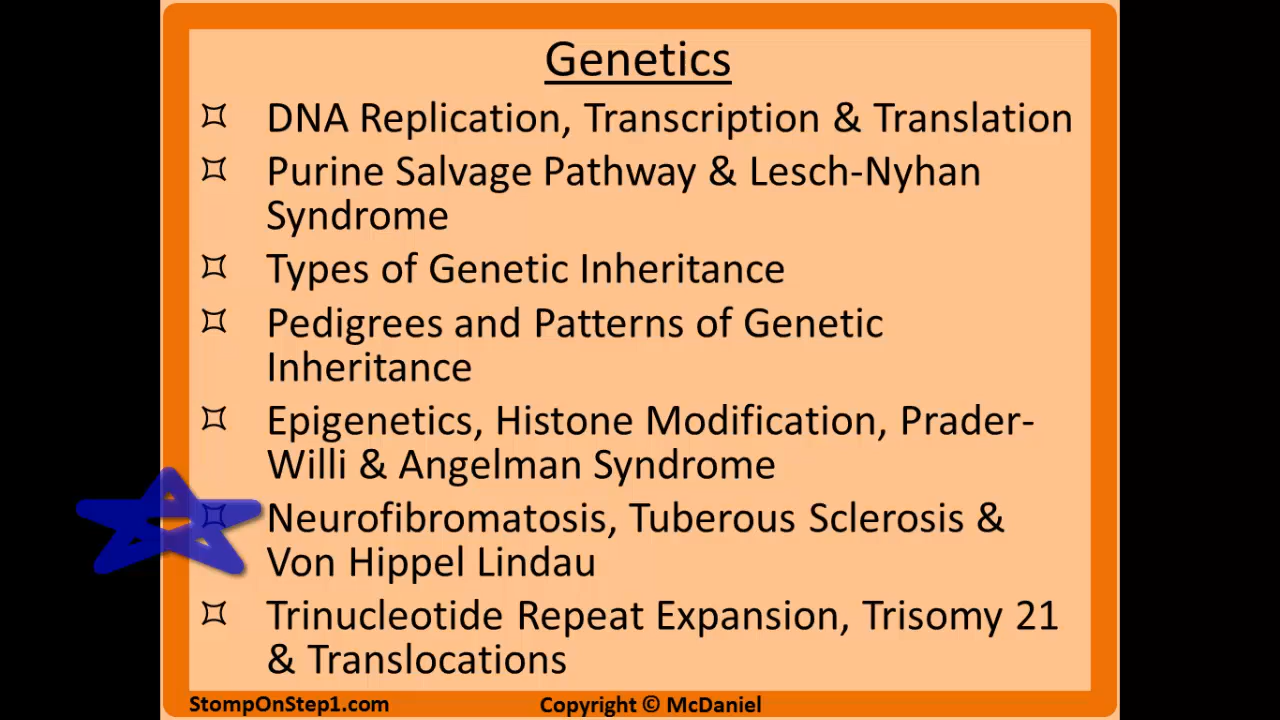 Genetics
DNA Replication, Transcription & Translation
Purine Salvage Pathway & Lesch-Nyhan
Syndrome
Types of Genetic Inheritance
Pedigrees and Patterns of Genetic
Inheritance
Epigenetics, Histone Modification, Prader-
Willi & Angelman Syndrome
Neurofibromatosis, Tuberous Sclerosis &
Von Hippel Lindau
Trinucleotide Repeat Expansion, Trisomy 21
& Translocations
StompOnStep1.com Copyright © McDaniel